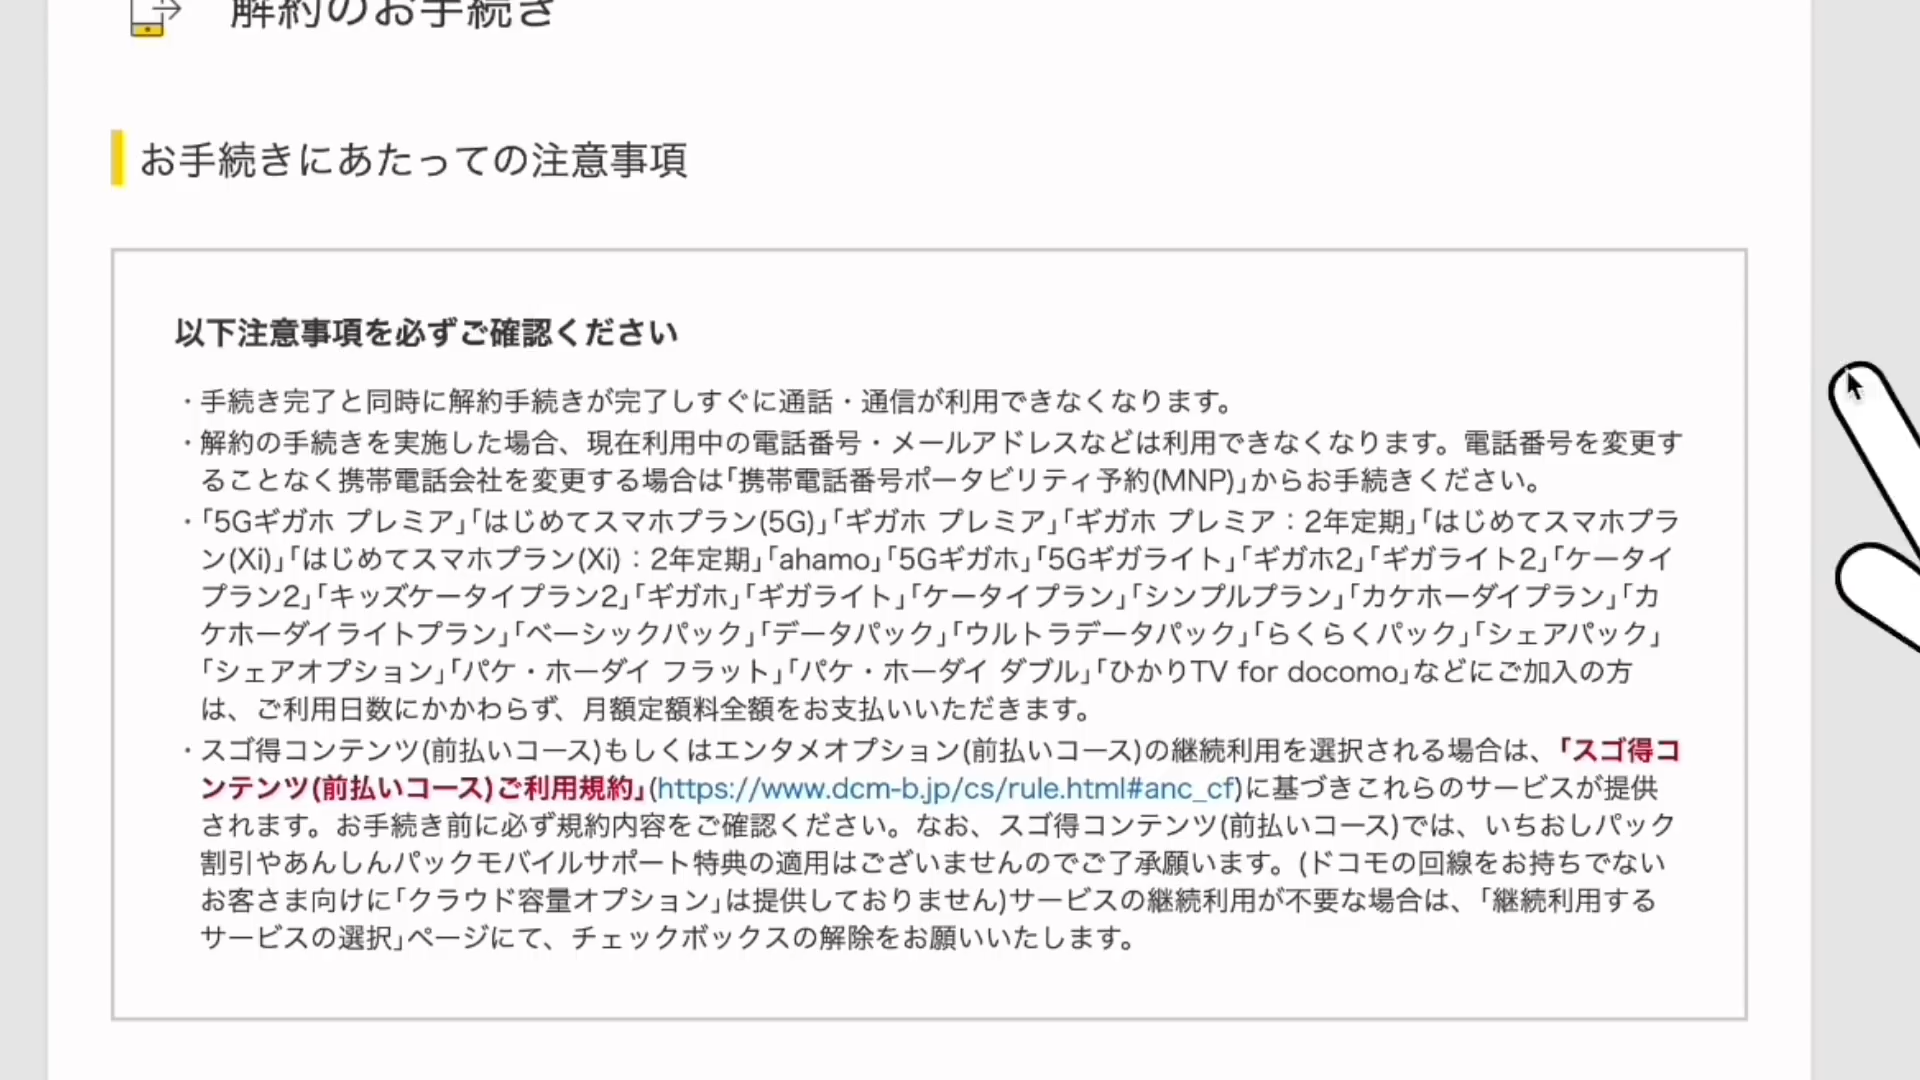 解約のお手続き
お手続きにあたっての注意事項
以下注意事項を必ずご確認ください
・手続き完了と同時に解約手続きが完了しすぐに通話・通信が利用できなくなります。
・解約の手続きを実施した場合、現在利用中の電話番号・メールアドレスなどは利用できなくなります。電話番号を変更す
ることなく携帯電話会社を変更する場合は「携帯電話番号ポータビリティ予約(MNP)」からお手続きください。
・「5Gギガホ プレミア」「はじめてスマホプラン(5G)」「ギガホ プレミア」「ギガホ プレミア：2年定期」「はじめてスマホプラ
ン(Xi)」「はじめてスマホプラン(Xi)：2年定期」「ahamo」「5Gギガホ」「5Gギガライト」「ギガホ2」「ギガライト2」「ケータイ
プラン2」「キッズケータイプラン2」「ギガホ」「ギガライト」「ケータイプラン」「シンプルプラン」「カケホーダイプラン」「カ
ケホーダイライトプラン」「ベーシックパック」「データパック」「ウルトラデータパック」「らくらくパック」「シェアパック」
「シェアオプション」「パケ・ホーダイ フラット」「パケ・ホーダイ ダブル」「ひかりTV for docomo」などにご加入の方
は、ご利用日数にかかわらず、月額定額料全額をお支払いいただきます。
・スゴ得コンテンツ(前払いコース)もしくはエンタメオプション(前払いコース)の継続利用を選択される場合は、「スゴ得コ
ンテンツ(前払いコース)ご利用規約」(https://www.dcm-b.jp/cs/rule.html#anc_cf)に基づきこれらのサービスが提供
されます。お手続き前に必ず規約内容をご確認ください。なお、スゴ得コンテンツ(前払いコース)では、いちおしパック
割引やあんしんパックモバイルサポート特典の適用はございませんのでご了承願います。(ドコモの回線をお持ちでない
お客さま向けに「クラウド容量オプション」は提供しておりません)サービスの継続利用が不要な場合は、「継続利用する
サービスの選択」ページにて、チェックボックスの解除をお願いいたします。